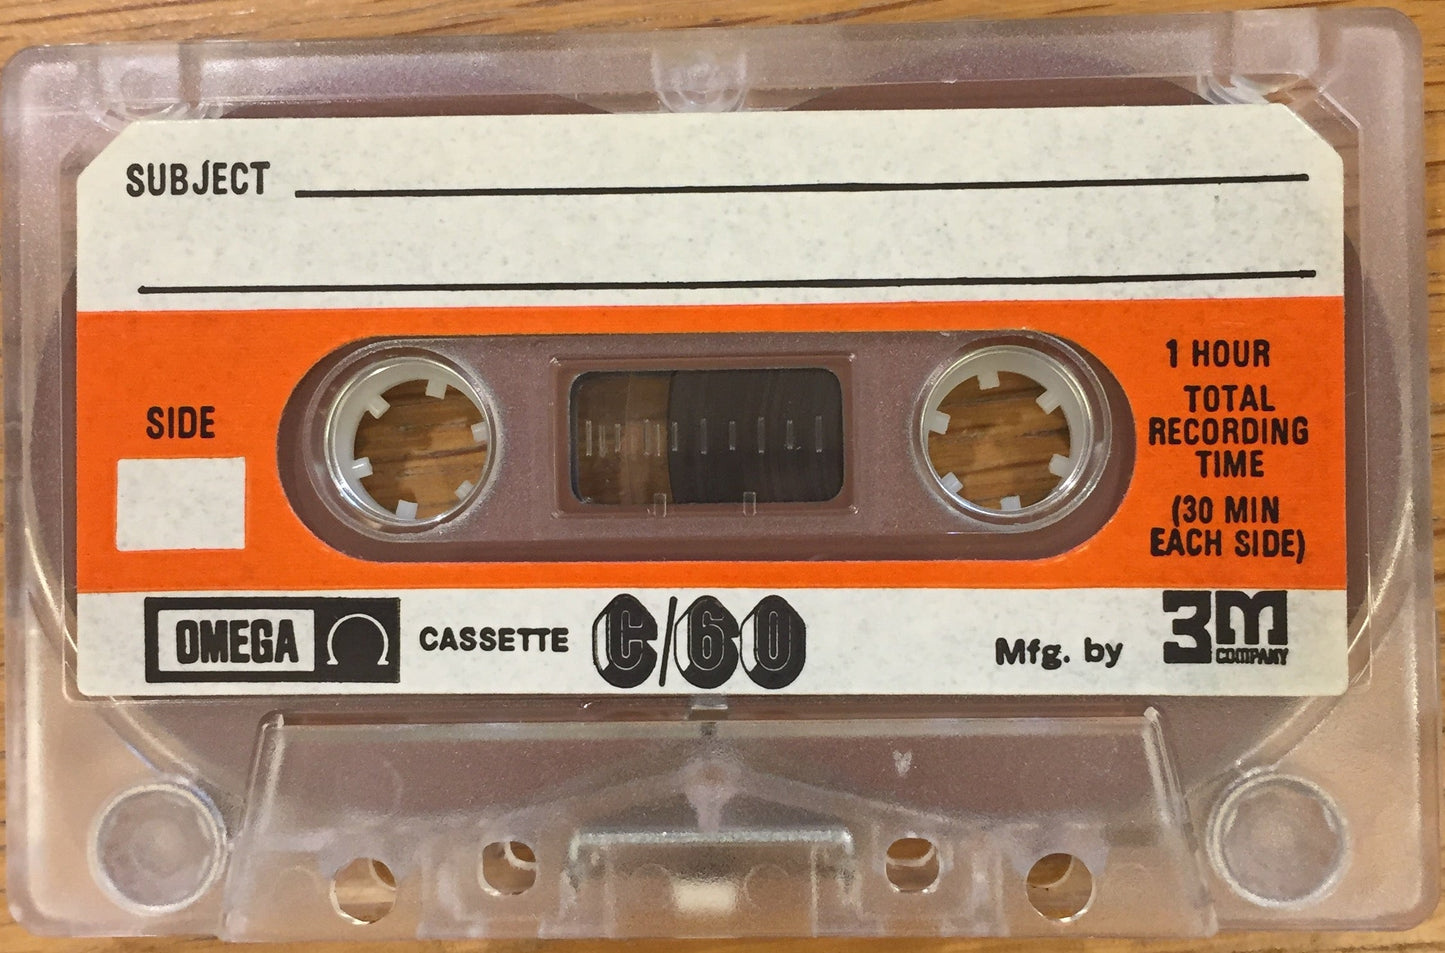 SUBJECT
SIDE
1 HOUR
TOTAL
RECORDING
TIME
(30 MIN
EACH SIDE)
OMEGA Ω CASSETTE C/60 Mfg. by 3M
COMPANY